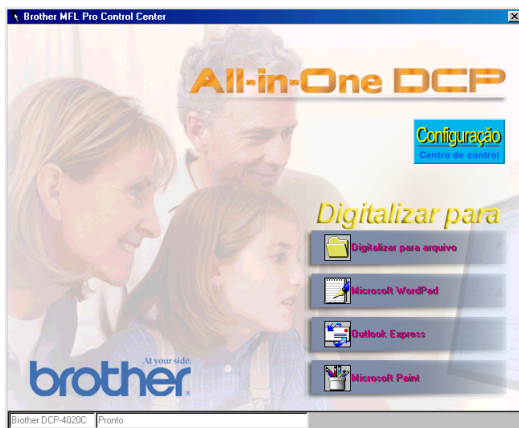 Brother MFL Pro Control Center
All-in-One DCP
Configuração
Centro de control
Digitalizar para
Digitalizar para arquivo
Microsoft WordPad
Outlook Express
Microsoft Paint
At your side.
brother
Brother DCP-4020C
Pronto